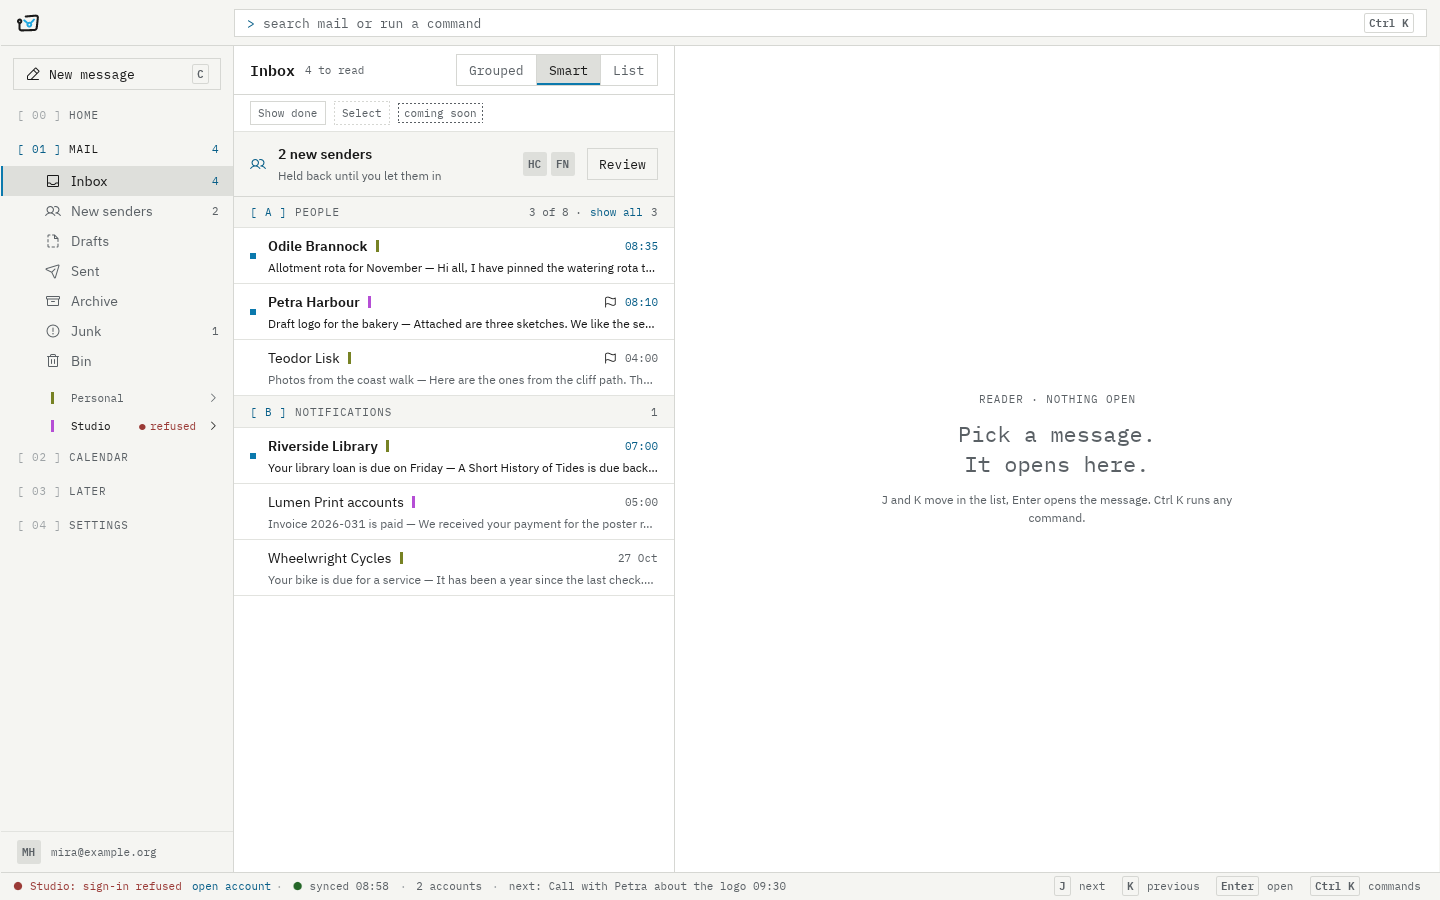 > search mail or run a command Ctrl K
New message C
[ 00 ] HOME
[ 01 ] MAIL 4
Inbox 4
New senders 2
Drafts
Sent
Archive
Junk 1
Bin
Personal
Studio refused
[ 02 ] CALENDAR
[ 03 ] LATER
[ 04 ] SETTINGS
MH mira@example.org
Inbox 4 to read Grouped Smart List
Show done Select coming soon
2 new senders
Held back until you let them in
HC FN Review
[ A ] PEOPLE 3 of 8 · show all 3
Odile Brannock 08:35
Allotment rota for November — Hi all, I have pinned the watering rota t…
Petra Harbour 08:10
Draft logo for the bakery — Attached are three sketches. We like the se…
Teodor Lisk 04:00
Photos from the coast walk — Here are the ones from the cliff path. Th…
[ B ] NOTIFICATIONS 1
Riverside Library 07:00
Your library loan is due on Friday — A Short History of Tides is due back…
Lumen Print accounts 05:00
Invoice 2026-031 is paid — We received your payment for the poster r…
Wheelwright Cycles 27 Oct
Your bike is due for a service — It has been a year since the last check.…
READER · NOTHING OPEN
Pick a message.
It opens here.
J and K move in the list, Enter opens the message. Ctrl K runs any
command.
Studio: sign-in refused open account · synced 08:58 · 2 accounts · next: Call with Petra about the logo 09:30
J next K previous Enter open Ctrl K commands